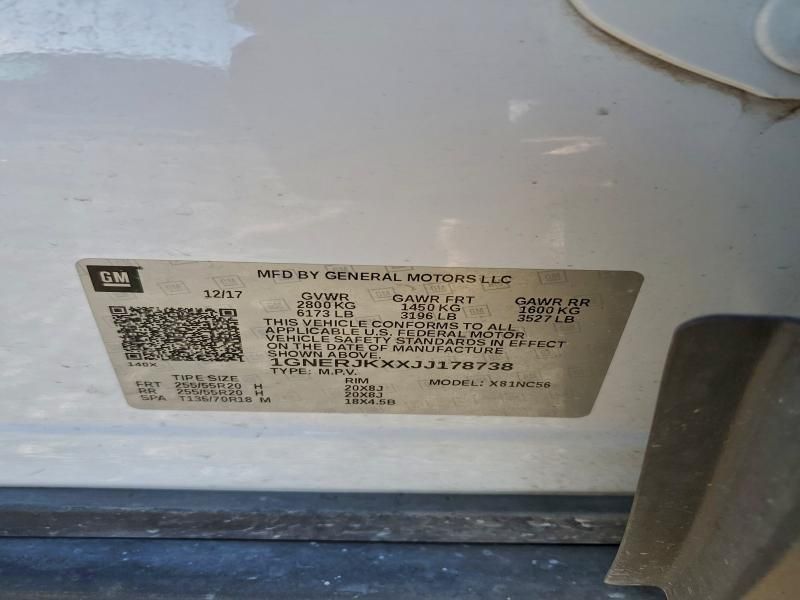 GM
MFD BY GENERAL MOTORS LLC
12/17
GVWR GAWR FRT GAWR RR
2800 KG 1450 KG 1600 KG
6173 LB 3196 LB 3527 LB
THIS VEHICLE CONFORMS TO ALL
APPLICABLE U.S. FEDERAL MOTOR
VEHICLE SAFETY STANDARDS IN EFFECT
ON THE DATE OF MANUFACTURE
SHOWN ABOVE.
140X
1GNERJKXXJJ178738
TYPE: M.P.V. MODEL: X81NC56
TIPE SIZE RIM
FRT 255/55R20 H 20X8J
RR 255/55R20 H 20X8J
SPA T135/70R18 M 18X4.5B